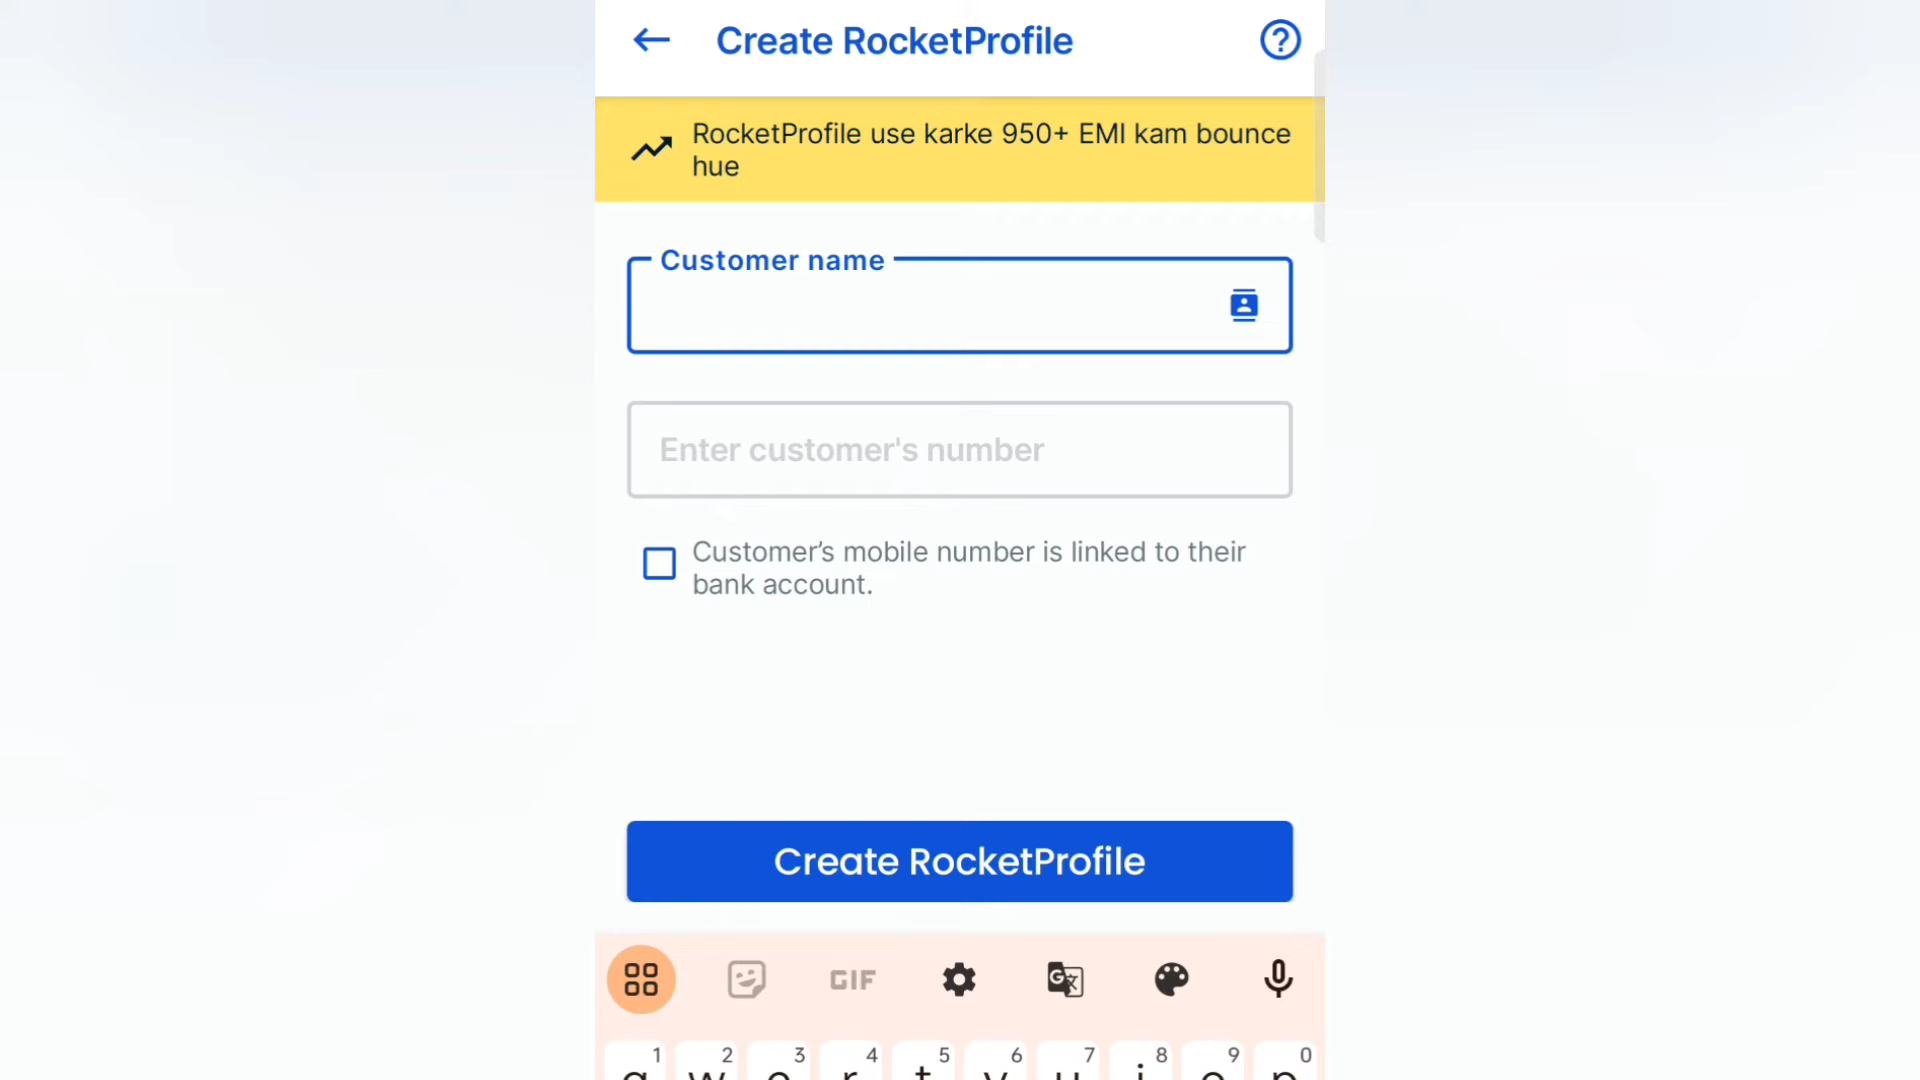 Create RocketProfile
RocketProfile use karke 950+ EMI kam bounce
hue
Customer name
Enter customer's number
Customer’s mobile number is linked to their
bank account.
Create RocketProfile
GIF
1 2 3 4 5 6 7 8 9 0
q w e r t y u i o p